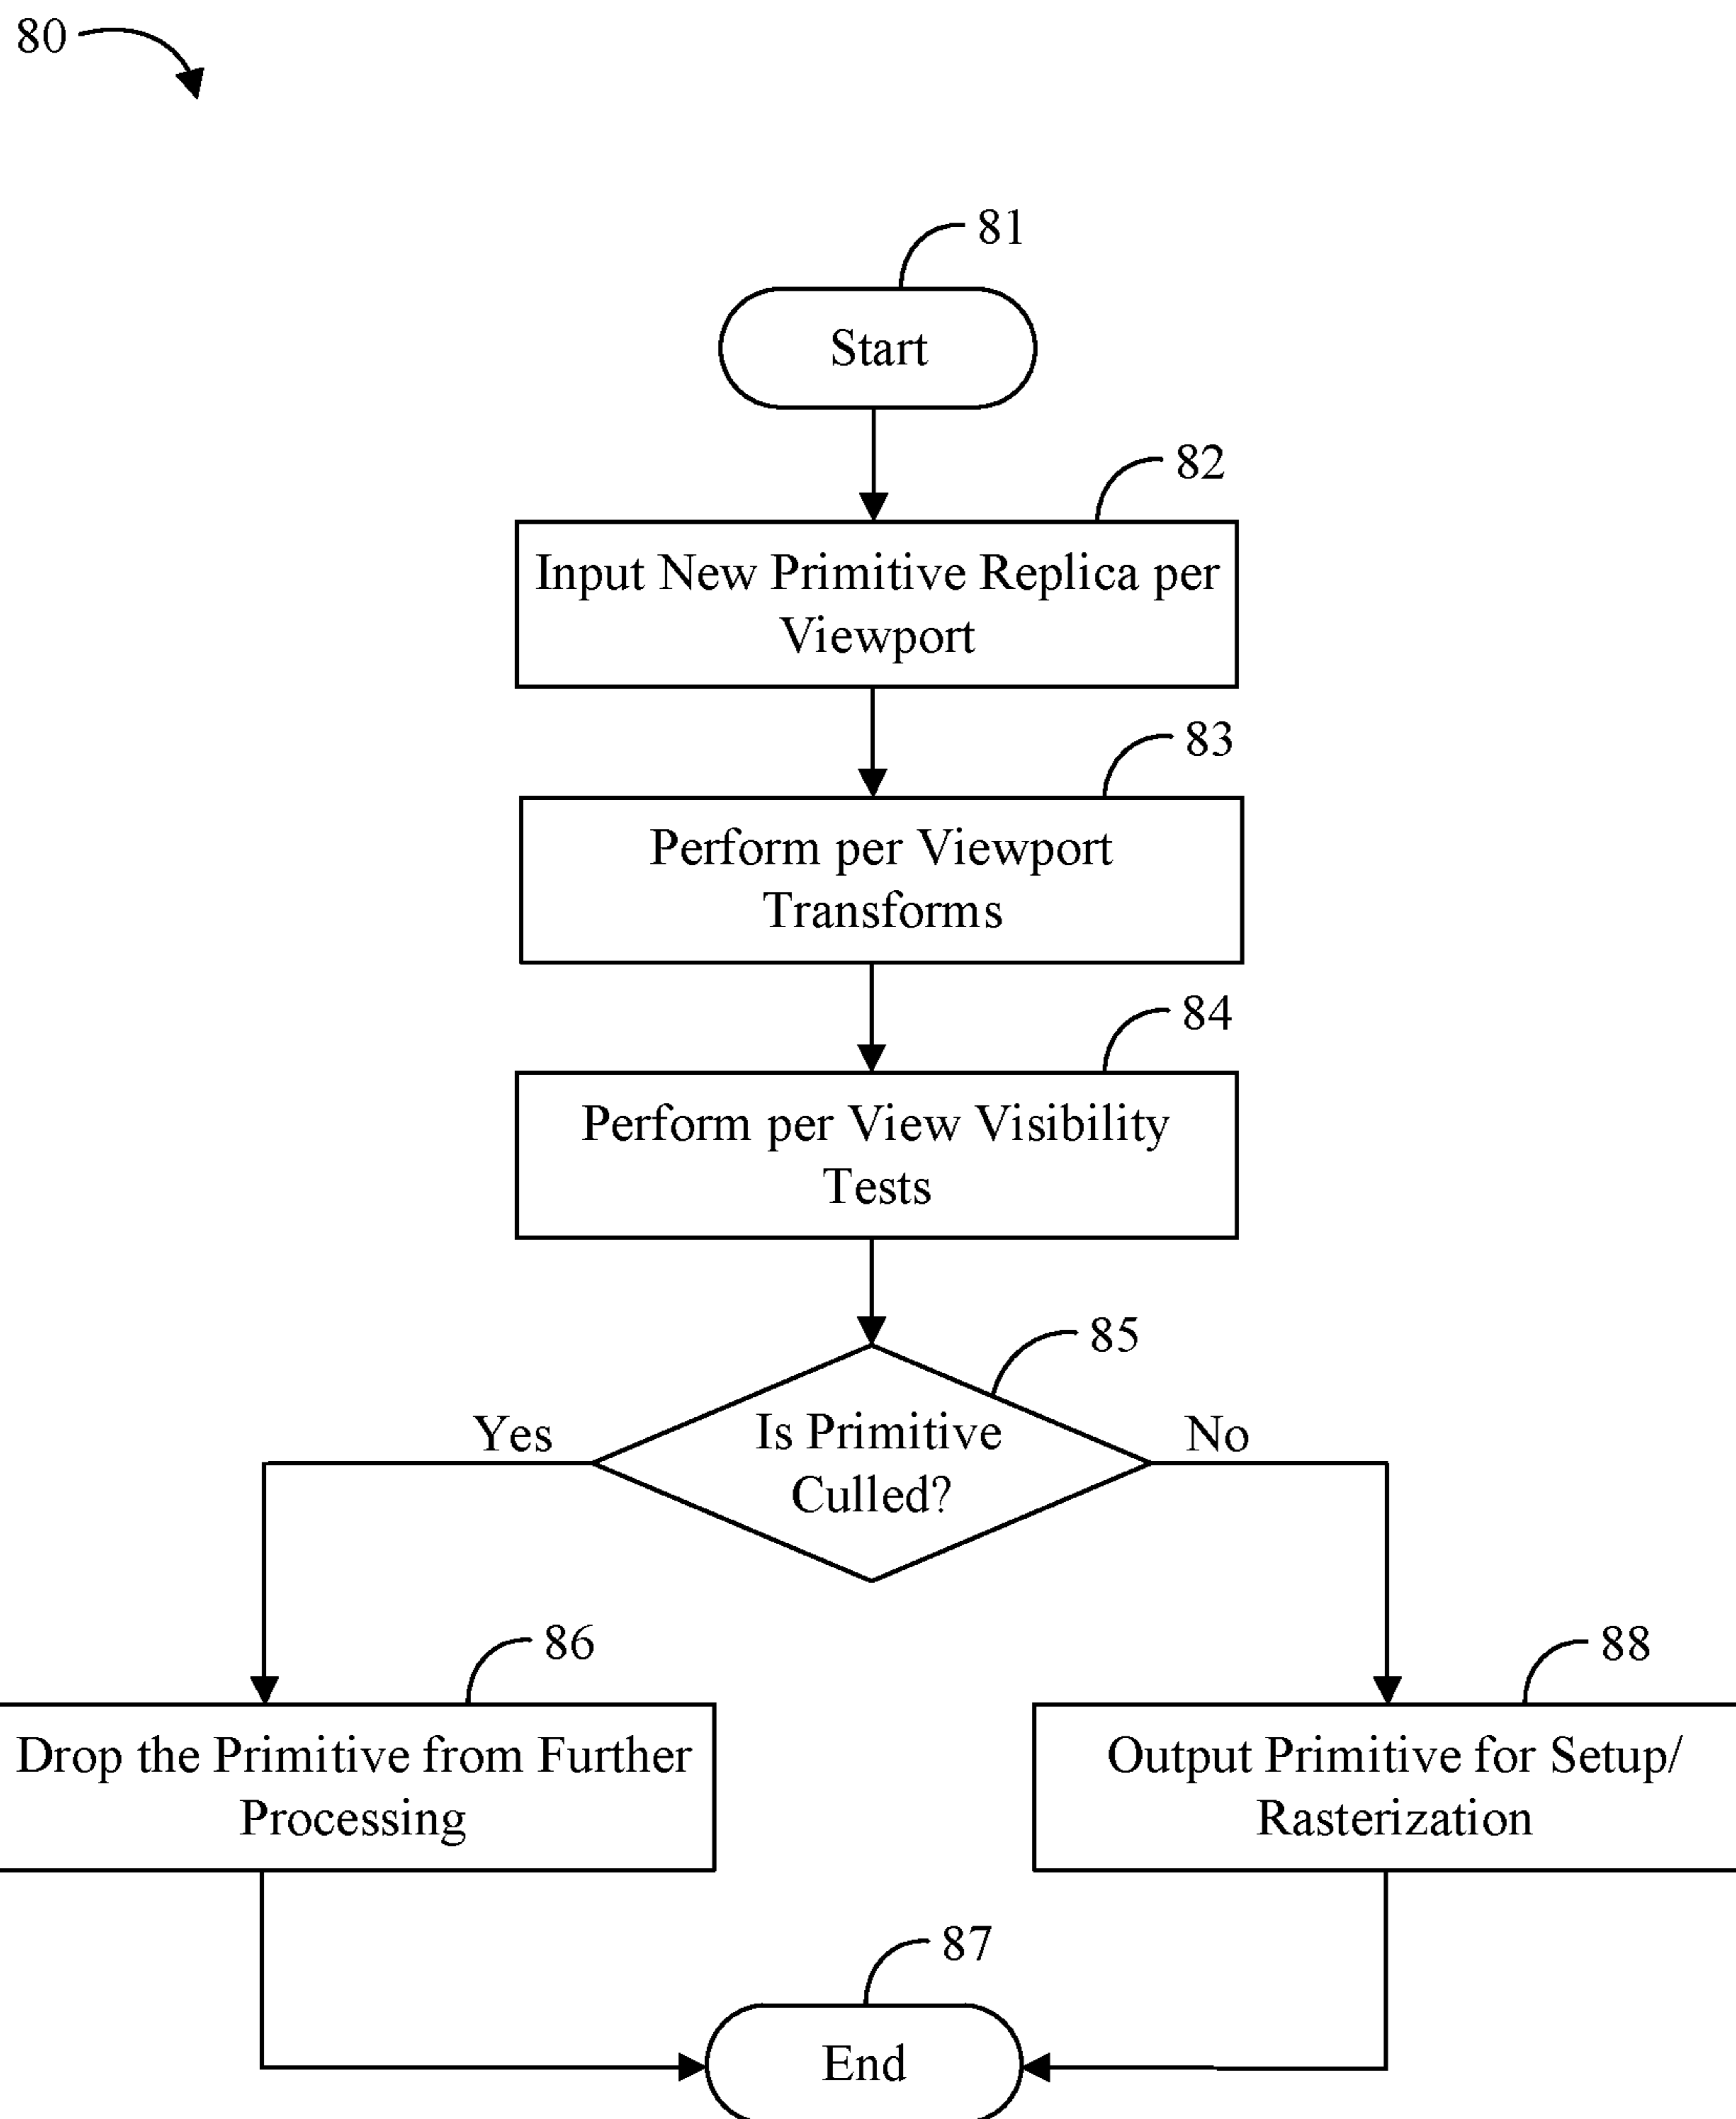 80
81
Start
82
Input New Primitive Replica per
Viewport
83
Perform per Viewport
Transforms
84
Perform per View Visibility
Tests
85
Is Primitive
Culled?
Yes
No
86
Drop the Primitive from Further
Processing
88
Output Primitive for Setup/
Rasterization
87
End